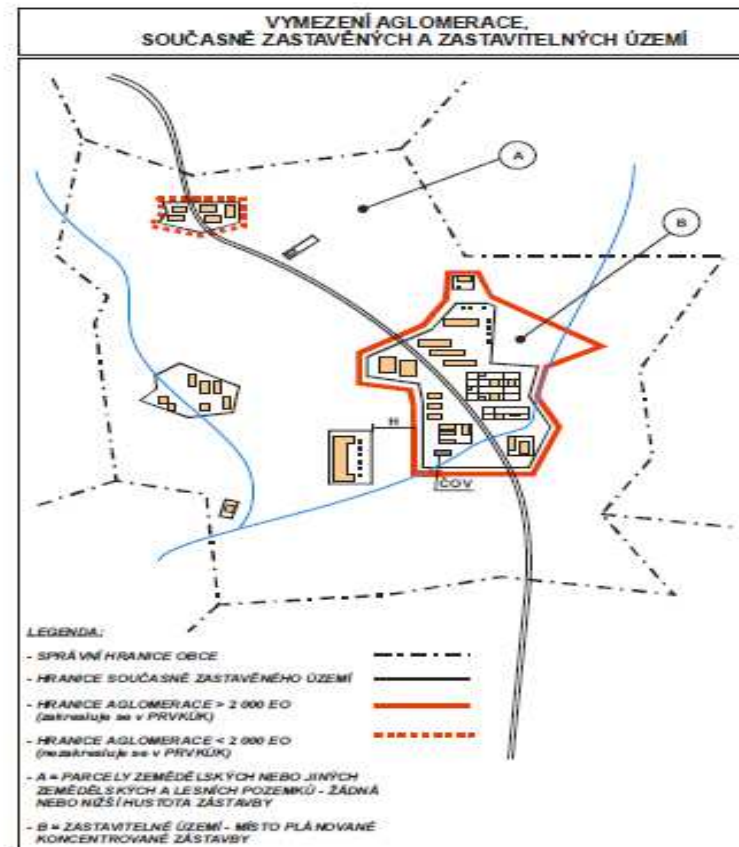 VYMEZENÍ AGLOMERACE,
SOUČASNĚ ZASTAVĚNÝCH A ZASTAVITELNÝCH ÚZEMÍ
A
B
H
ČOV
LEGENDA:
- SPRÁVNÍ HRANICE OBCE
- HRANICE SOUČASNĚ ZASTAVĚNÉHO ÚZEMÍ
- HRANICE AGLOMERACE > 2 000 EO
(zakresluje se v PRVKÚK)
- HRANICE AGLOMERACE < 2 000 EO
(nezakresluje se v PRVKÚK)
- A = PARCELY ZEMĚDĚLSKÝCH NEBO JINÝCH
ZEMĚDĚLSKÝCH A LESNÍCH POZEMKŮ - ŽÁDNÁ
NEBO NIŽŠÍ HUSTOTA ZÁSTAVBY
- B = ZASTAVITELNÉ ÚZEMÍ - MÍSTO PLÁNOVANÉ
KONCENTROVANÉ ZÁSTAVBY